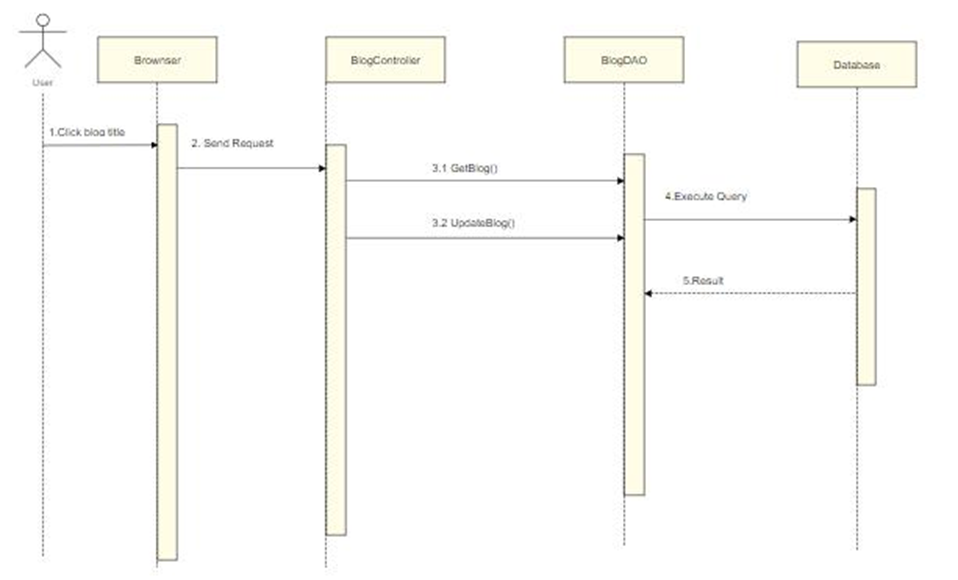 User
Brownser
BlogController
BlogDAO
Database
1.Click blog title
2. Send Request
3.1 GetBlog()
3.2 UpdateBlog()
4.Execute Query
5.Result